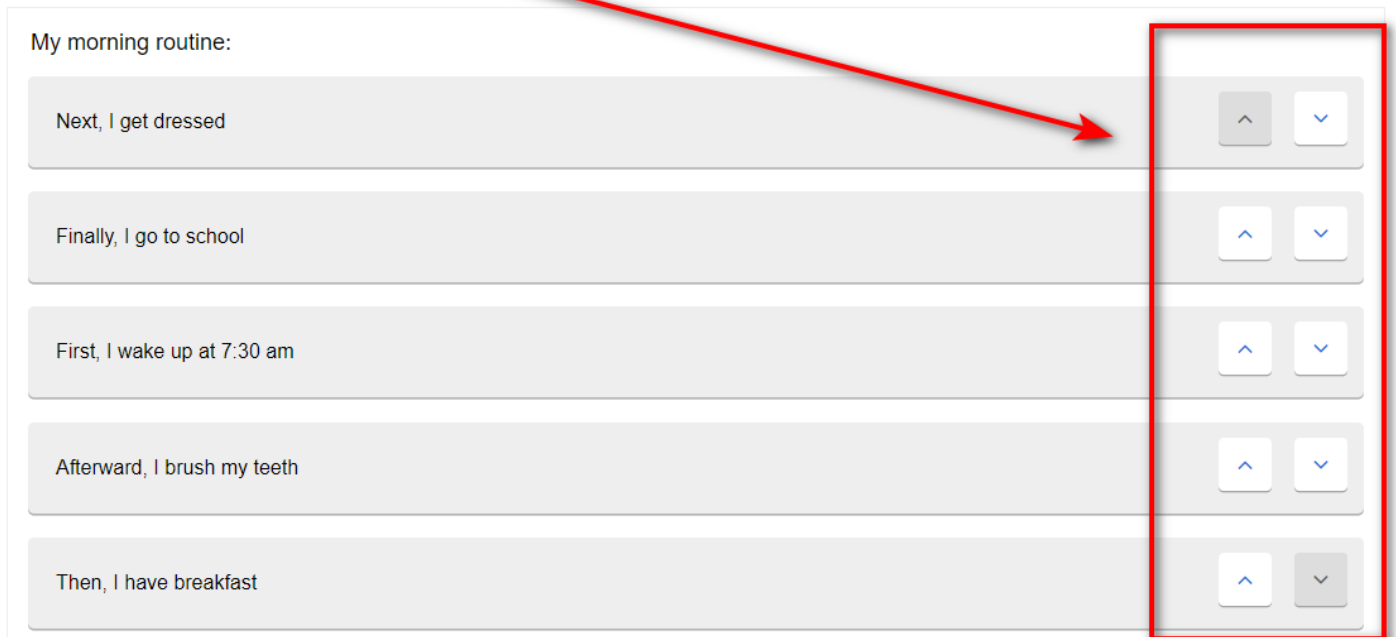 My morning routine:
Next, I get dressed
Finally, I go to school
First, I wake up at 7:30 am
Afterward, I brush my teeth
Then, I have breakfast